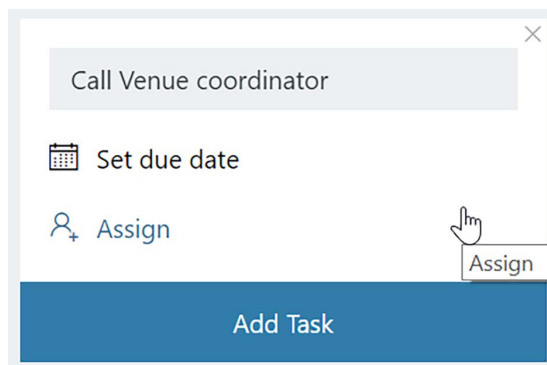 Call Venue coordinator
Set due date
Assign
Assign
Add Task